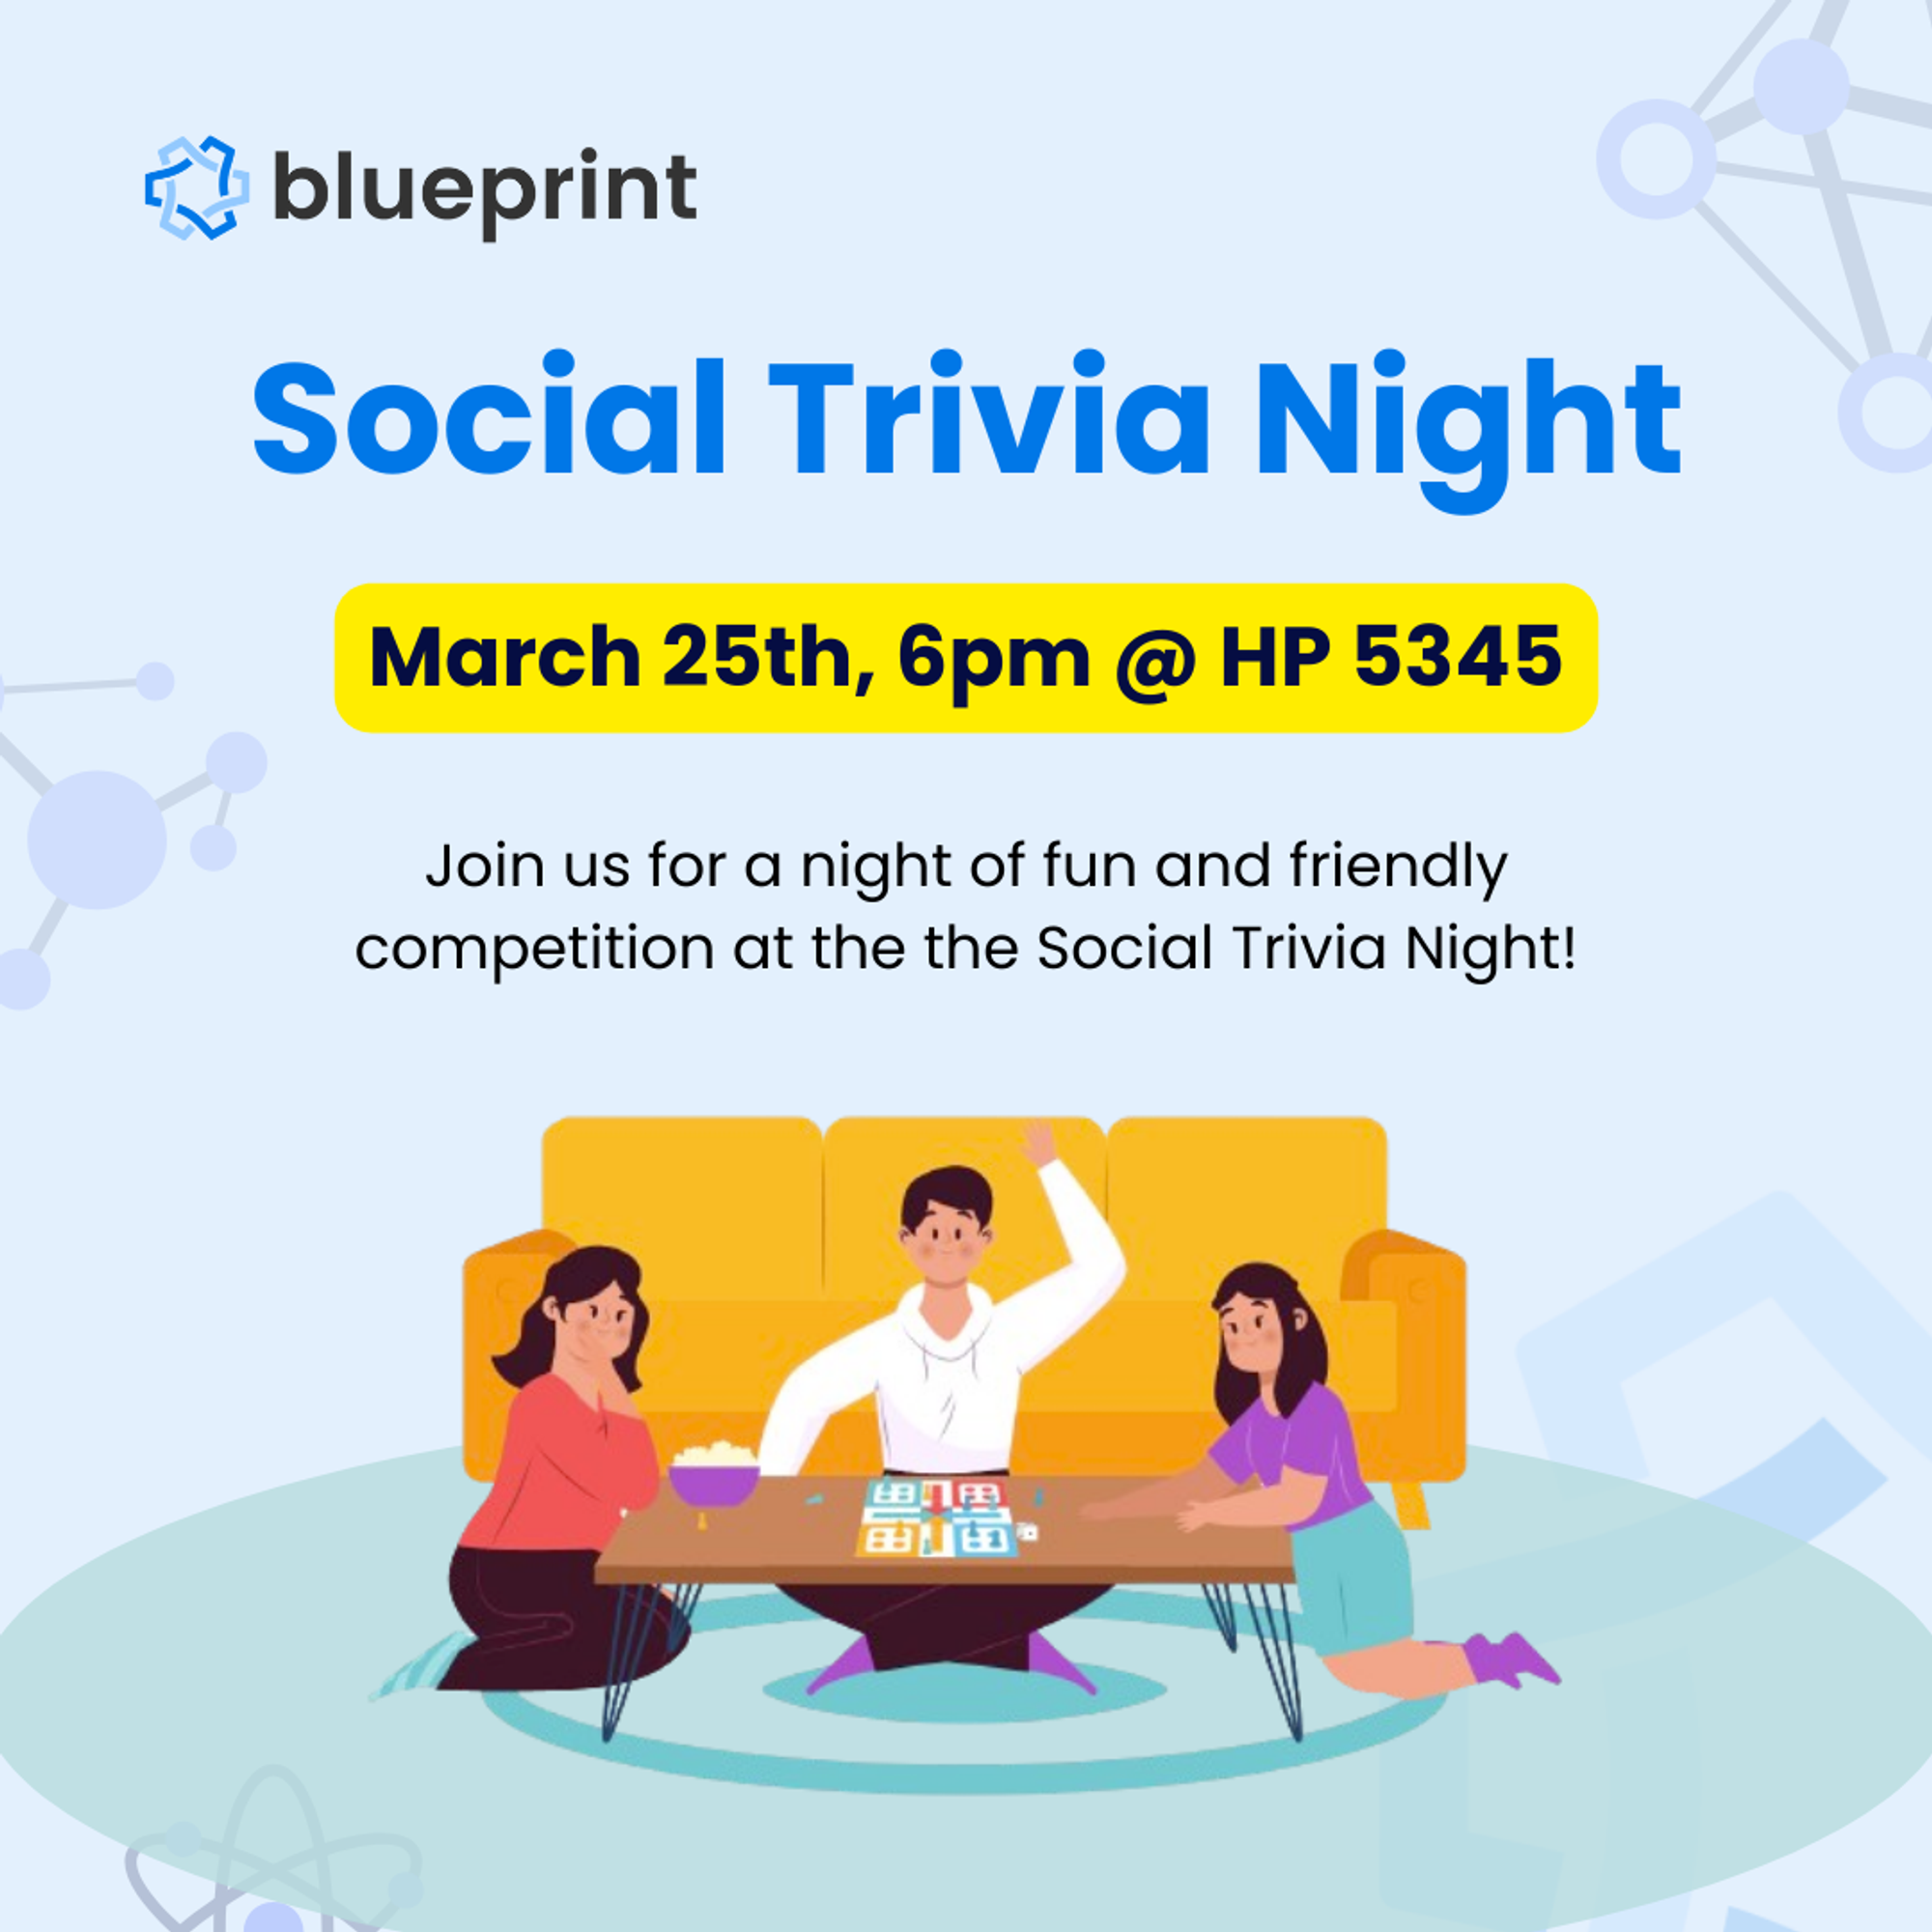 blueprint
Social Trivia Night
March 25th, 6pm @ HP 5345
Join us for a night of fun and friendly
competition at the the Social Trivia Night!